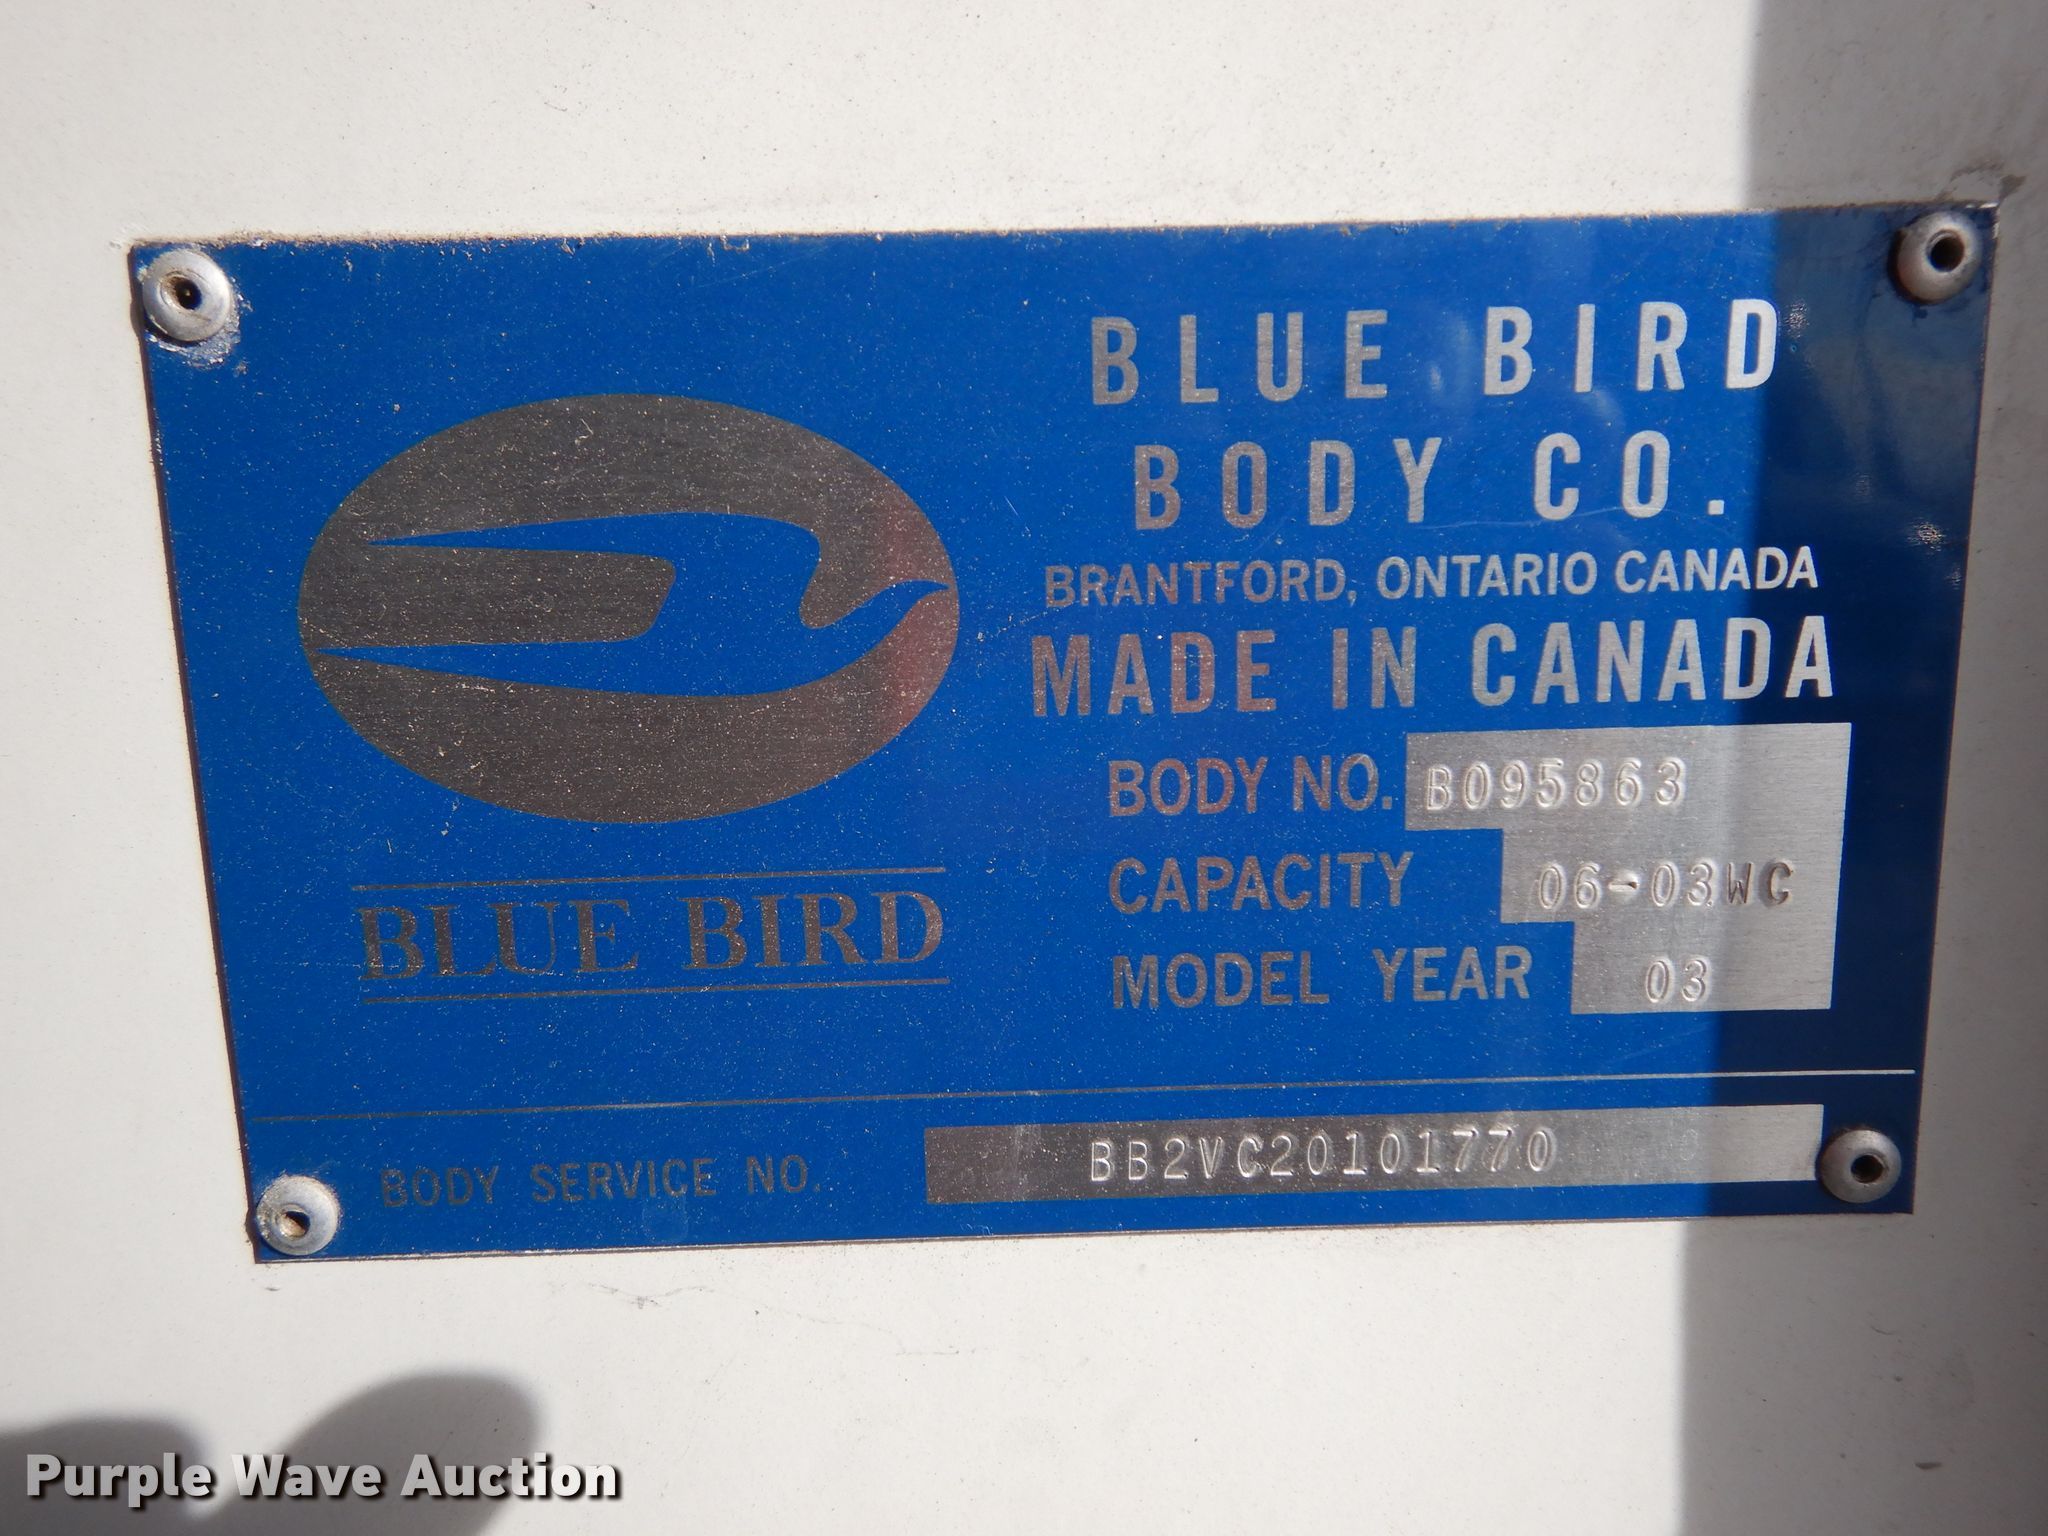 BLUE BIRD
BODY CO.
BRANTFORD, ONTARIO CANADA
MADE IN CANADA
BODY NO. B095863
CAPACITY 06-03WC
MODEL YEAR 03
BLUE BIRD
BODY SERVICE NO. BB2VC20101770
Purple Wave Auction